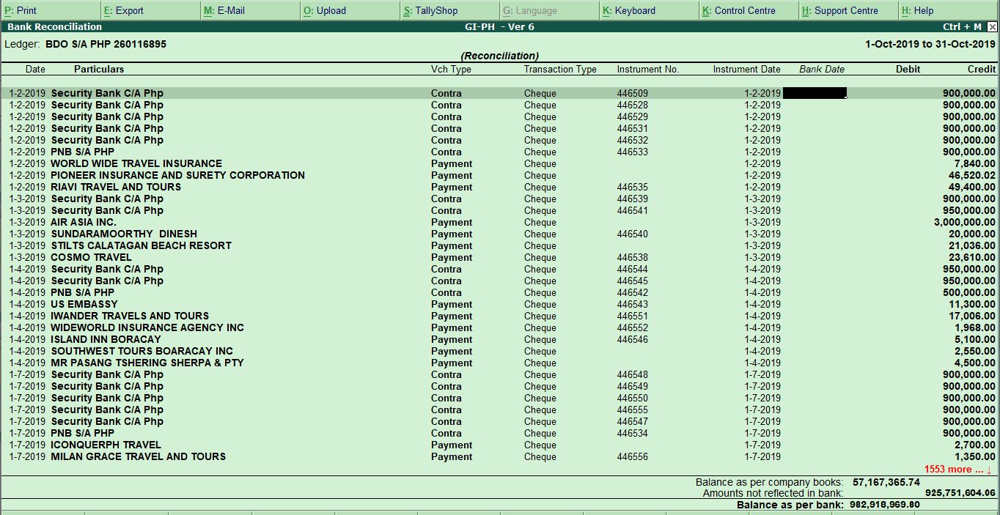 P: Print E: Export M: E-Mail O: Upload S: TallyShop G: Language K: Keyboard K: Control Centre H: Support Centre H: Help
Bank Reconciliation GI-PH - Ver 6 Ctrl + M
Ledger: BDO S/A PHP 260116895 1-Oct-2019 to 31-Oct-2019
(Reconciliation)
Date Particulars Vch Type Transaction Type Instrument No. Instrument Date Bank Date Debit Credit
1-2-2019 Security Bank C/A Php Contra Cheque 446509 1-2-2019 900,000.00
1-2-2019 Security Bank C/A Php Contra Cheque 446528 1-2-2019 900,000.00
1-2-2019 Security Bank C/A Php Contra Cheque 446529 1-2-2019 900,000.00
1-2-2019 Security Bank C/A Php Contra Cheque 446531 1-2-2019 900,000.00
1-2-2019 Security Bank C/A Php Contra Cheque 446532 1-2-2019 900,000.00
1-2-2019 PNB S/A PHP Contra Cheque 446533 1-2-2019 900,000.00
1-2-2019 WORLD WIDE TRAVEL INSURANCE Payment Cheque 1-2-2019 7,840.00
1-2-2019 PIONEER INSURANCE AND SURETY CORPORATION Payment Cheque 1-2-2019 46,520.02
1-2-2019 RIAVI TRAVEL AND TOURS Payment Cheque 446535 1-2-2019 49,400.00
1-3-2019 Security Bank C/A Php Contra Cheque 446539 1-3-2019 900,000.00
1-3-2019 Security Bank C/A Php Contra Cheque 446541 1-3-2019 950,000.00
1-3-2019 AIR ASIA INC. Payment Cheque 1-3-2019 3,000,000.00
1-3-2019 SUNDARAMOORTHY DINESH Payment Cheque 446540 1-3-2019 20,000.00
1-3-2019 STILTS CALATAGAN BEACH RESORT Payment Cheque 1-3-2019 21,036.00
1-3-2019 COSMO TRAVEL Payment Cheque 446538 1-3-2019 23,610.00
1-4-2019 Security Bank C/A Php Contra Cheque 446544 1-4-2019 950,000.00
1-4-2019 Security Bank C/A Php Contra Cheque 446545 1-4-2019 950,000.00
1-4-2019 PNB S/A PHP Contra Cheque 446542 1-4-2019 500,000.00
1-4-2019 US EMBASSY Payment Cheque 446543 1-4-2019 11,300.00
1-4-2019 IWANDER TRAVELS AND TOURS Payment Cheque 446551 1-4-2019 17,006.00
1-4-2019 WIDEWORLD INSURANCE AGENCY INC Payment Cheque 446552 1-4-2019 1,968.00
1-4-2019 ISLAND INN BORACAY Payment Cheque 446546 1-4-2019 5,100.00
1-4-2019 SOUTHWEST TOURS BOARACAY INC Payment Cheque 1-4-2019 2,550.00
1-4-2019 MR PASANG TSHERING SHERPA & PTY Payment Cheque 1-4-2019 4,500.00
1-7-2019 Security Bank C/A Php Contra Cheque 446548 1-7-2019 900,000.00
1-7-2019 Security Bank C/A Php Contra Cheque 446549 1-7-2019 900,000.00
1-7-2019 Security Bank C/A Php Contra Cheque 446550 1-7-2019 900,000.00
1-7-2019 Security Bank C/A Php Contra Cheque 446555 1-7-2019 900,000.00
1-7-2019 Security Bank C/A Php Contra Cheque 446547 1-7-2019 900,000.00
1-7-2019 PNB S/A PHP Contra Cheque 446534 1-7-2019 900,000.00
1-7-2019 ICONQUERPH TRAVEL Payment Cheque 1-7-2019 2,700.00
1-7-2019 MILAN GRACE TRAVEL AND TOURS Payment Cheque 446556 1-7-2019 1,350.00
1553 more ... ↓
Balance as per company books: 57,167,365.74
Amounts not reflected in bank: 925,751,604.06
Balance as per bank: 982,918,969.80